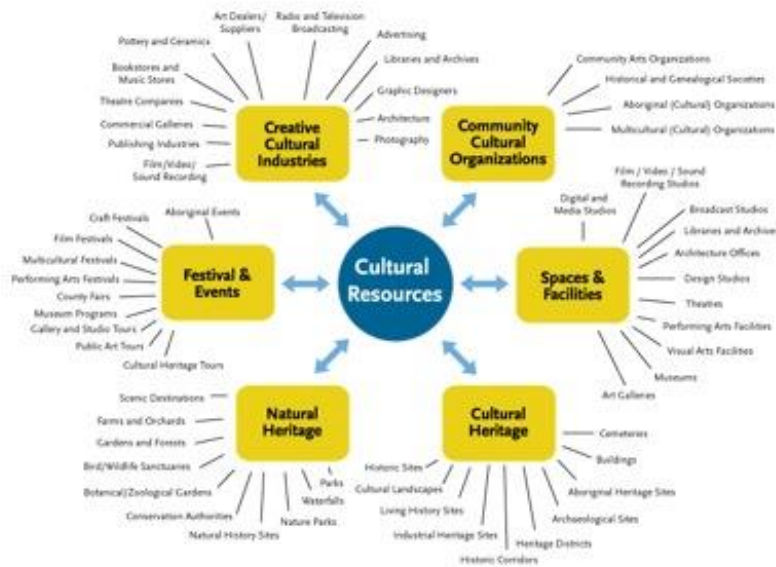 Art Dealers/
Suppliers
Radio and Television
Broadcasting
Advertising
Pottery and Ceramics
Libraries and Archives
Bookstores and
Music Stores
Graphic Designers
Theatre Companies
Architecture
Commercial Galleries
Photography
Publishing Industries
Film/Video/
Sound Recording
Creative
Cultural
Industries
Community Arts Organizations
Historical and Genealogical Societies
Aboriginal (Cultural) Organizations
Multicultural (Cultural) Organizations
Community
Cultural
Organizations
Aboriginal Events
Craft Festivals
Film Festivals
Multicultural Festivals
Performing Arts Festivals
County Fairs
Museum Programs
Gallery and Studio Tours
Public Art Tours
Cultural Heritage Tours
Festival &
Events
Cultural
Resources
Film / Video / Sound
Recording Studios
Digital and
Media Studios
Broadcast Studios
Libraries and Archive
Architecture Offices
Design Studios
Theatres
Performing Arts Facilities
Visual Arts Facilities
Museums
Art Galleries
Spaces &
Facilities
Scenic Destinations
Farms and Orchards
Gardens and Forests
Bird/Wildlife Sanctuaries
Botanical/Zoological Gardens
Conservation Authorities
Natural History Sites
Nature Parks
Waterfalls
Parks
Natural
Heritage
Cultural
Heritage
Cemeteries
Buildings
Aboriginal Heritage Sites
Archaeological Sites
Heritage Districts
Historic Corridors
Industrial Heritage Sites
Living History Sites
Cultural Landscapes
Historic Sites